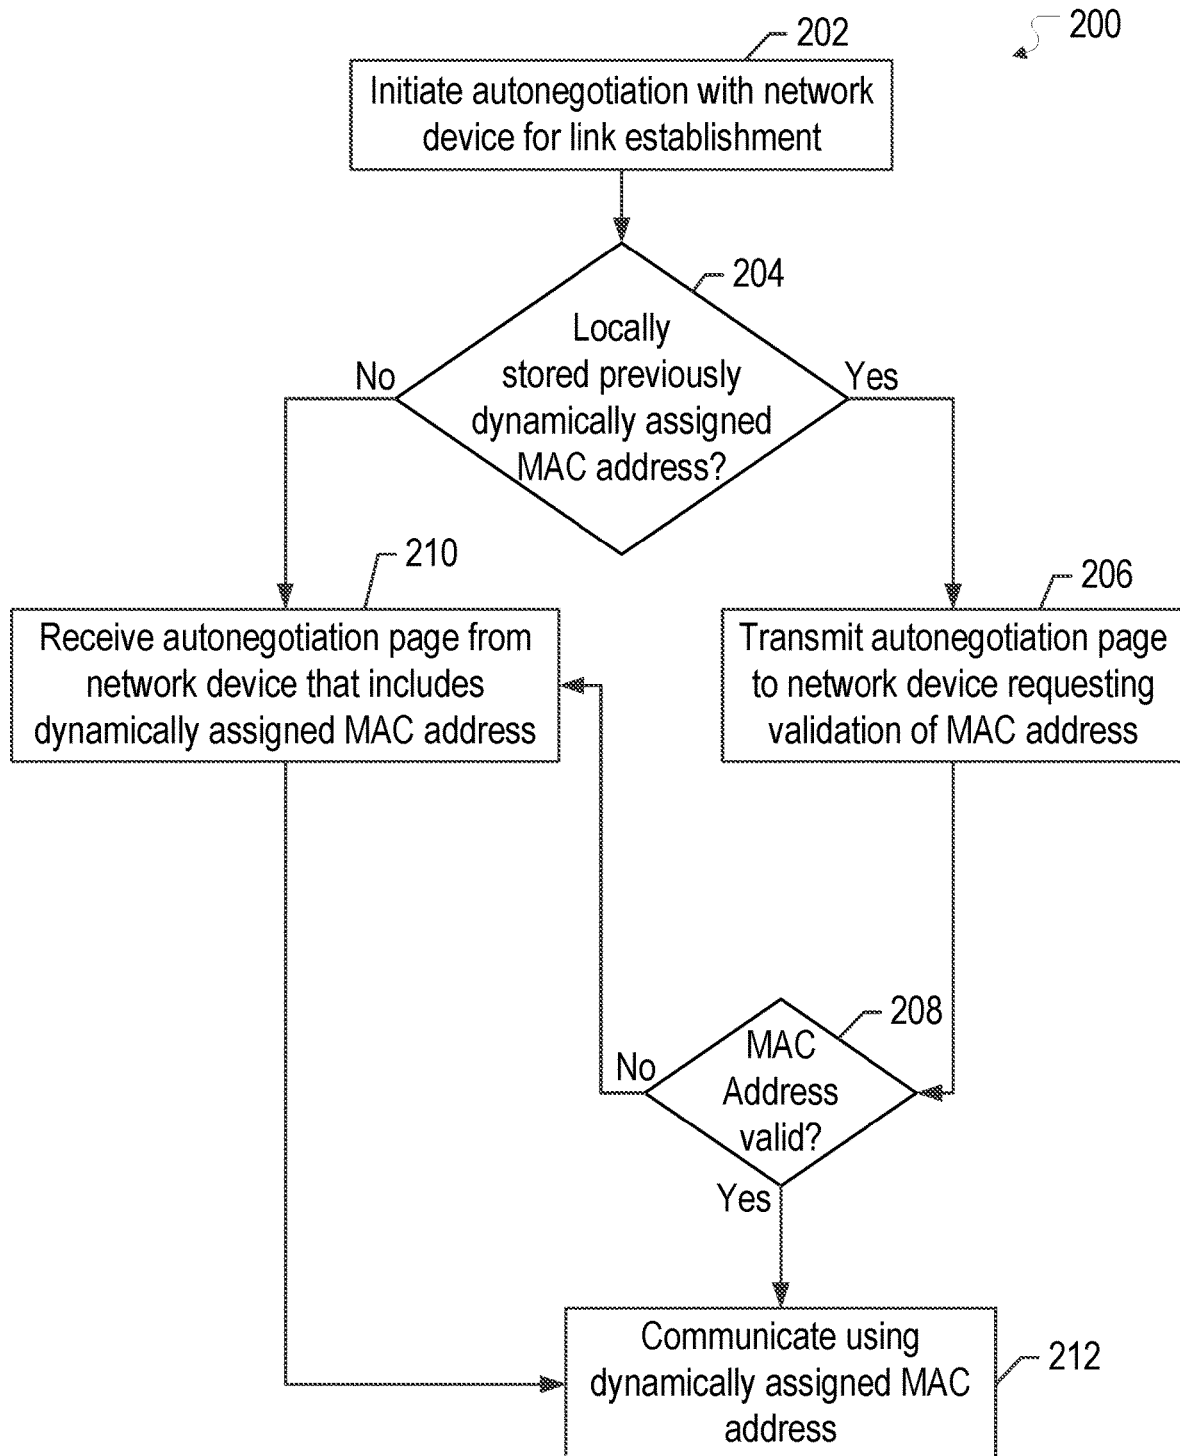 200
202
Initiate autonegotiation with network
device for link establishment
204
Locally
stored previously
dynamically assigned
MAC address?
No
Yes
210
Receive autonegotiation page from
network device that includes
dynamically assigned MAC address
206
Transmit autonegotiation page
to network device requesting
validation of MAC address
208
MAC
Address
valid?
No
Yes
Communicate using
dynamically assigned MAC
address
212